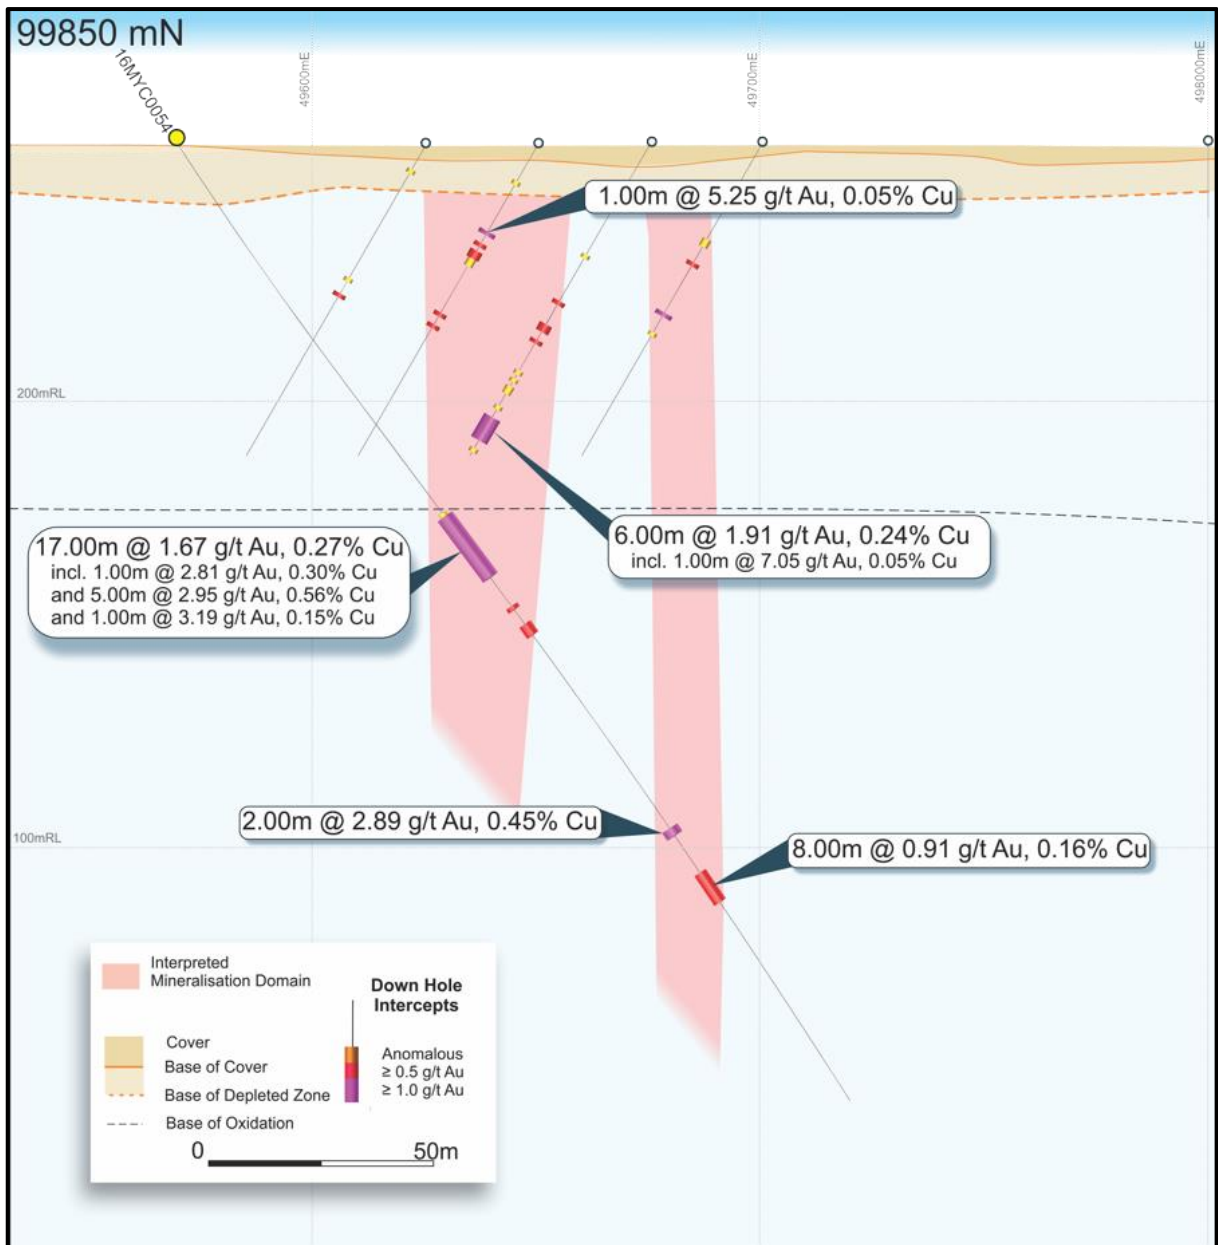 99850 mN
16MYC0054
49600mE
49700mE
498000mE
1.00m @ 5.25 g/t Au, 0.05% Cu
200mRL
17.00m @ 1.67 g/t Au, 0.27% Cu
incl. 1.00m @ 2.81 g/t Au, 0.30% Cu
and 5.00m @ 2.95 g/t Au, 0.56% Cu
and 1.00m @ 3.19 g/t Au, 0.15% Cu
6.00m @ 1.91 g/t Au, 0.24% Cu
incl. 1.00m @ 7.05 g/t Au, 0.05% Cu
2.00m @ 2.89 g/t Au, 0.45% Cu
100mRL
8.00m @ 0.91 g/t Au, 0.16% Cu
Interpreted
Mineralisation Domain
Cover
Base of Cover
Base of Depleted Zone
Base of Oxidation
Down Hole
Intercepts
Anomalous
≥ 0.5 g/t Au
≥ 1.0 g/t Au
0 50m